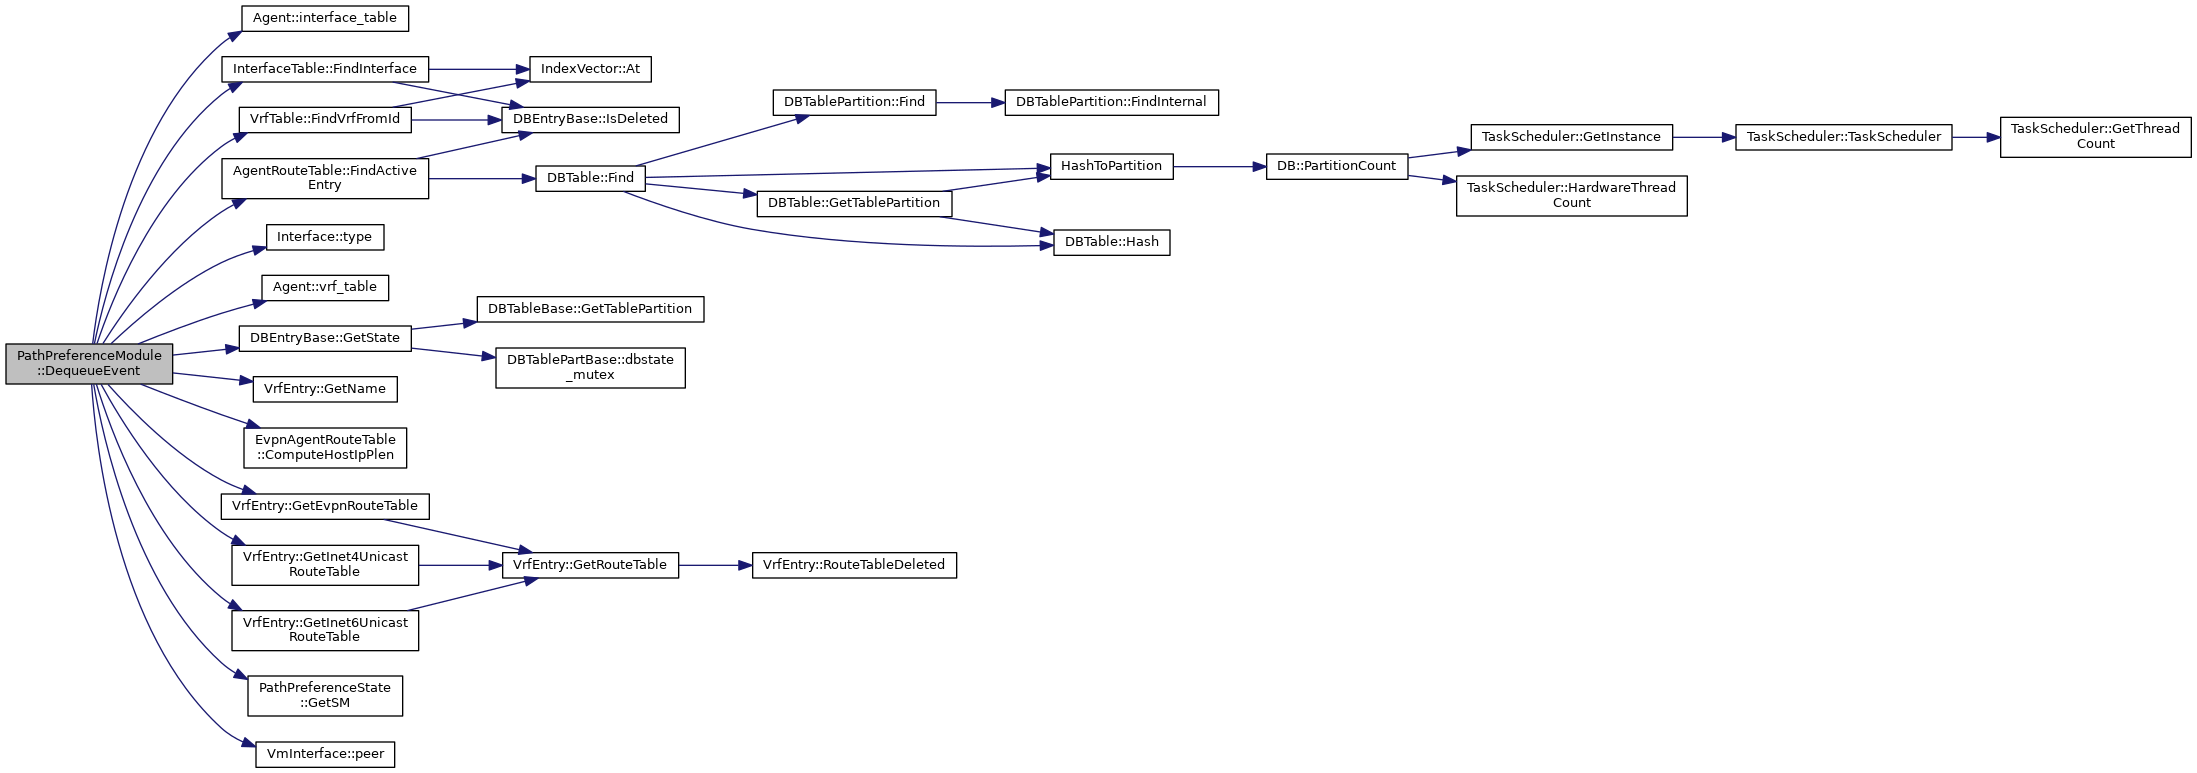 PathPreferenceModule
::DequeueEvent
Agent::interface_table
InterfaceTable::FindInterface
VrfTable::FindVrfFromId
AgentRouteTable::FindActive
Entry
Interface::type
Agent::vrf_table
DBEntryBase::GetState
VrfEntry::GetName
EvpnAgentRouteTable
::ComputeHostIpPlen
VrfEntry::GetEvpnRouteTable
VrfEntry::GetInet4Unicast
RouteTable
VrfEntry::GetInet6Unicast
RouteTable
PathPreferenceState
::GetSM
VmInterface::peer
IndexVector::At
DBEntryBase::IsDeleted
DBTable::Find
DBTableBase::GetTablePartition
DBTablePartBase::dbstate
_mutex
VrfEntry::GetRouteTable
DBTablePartition::Find
DBTable::GetTablePartition
VrfEntry::RouteTableDeleted
DBTablePartition::FindInternal
HashToPartition
DBTable::Hash
DB::PartitionCount
TaskScheduler::GetInstance
TaskScheduler::HardwareThread
Count
TaskScheduler::TaskScheduler
TaskScheduler::GetThread
Count